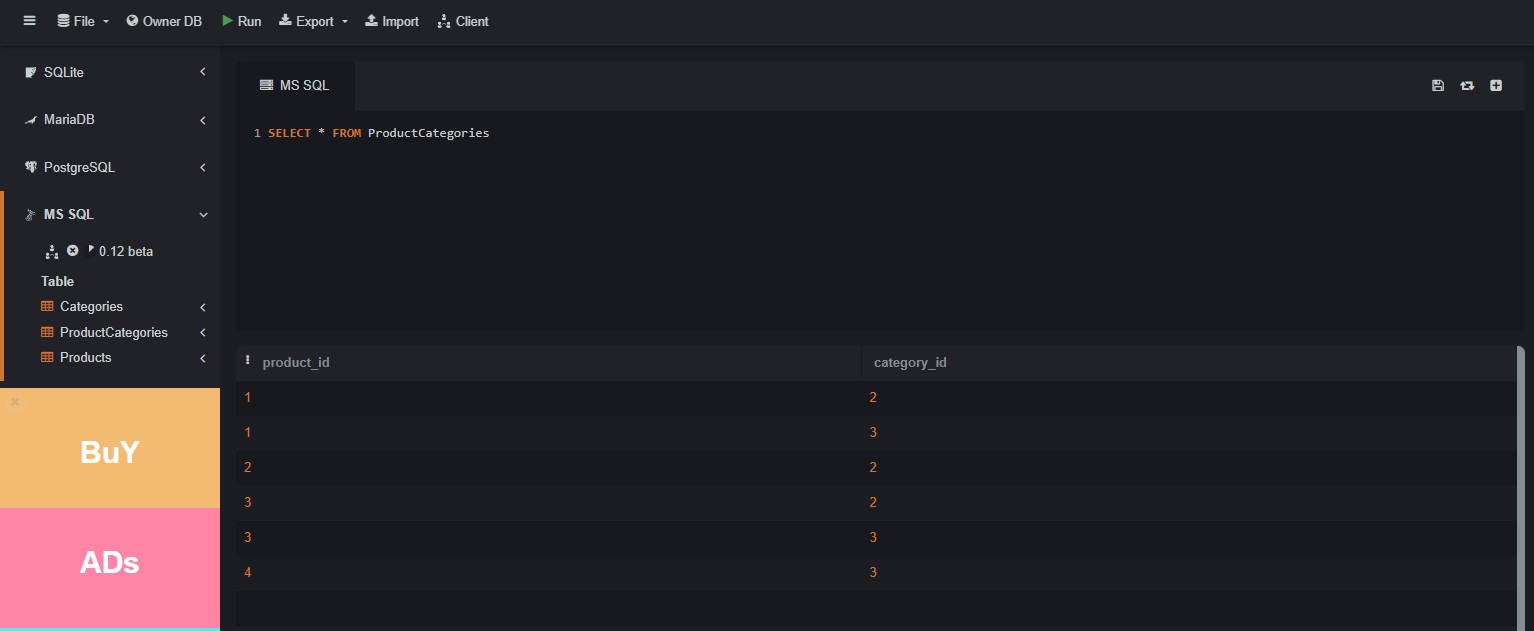 File Owner DB Run Export Import Client
SQLite
MariaDB
PostgreSQL
MS SQL
0.12 beta
Table
Categories
ProductCategories
Products
BuY
ADs
MS SQL
1 SELECT * FROM ProductCategories
product_id category_id
1 2
1 3
2 2
3 2
3 3
4 3